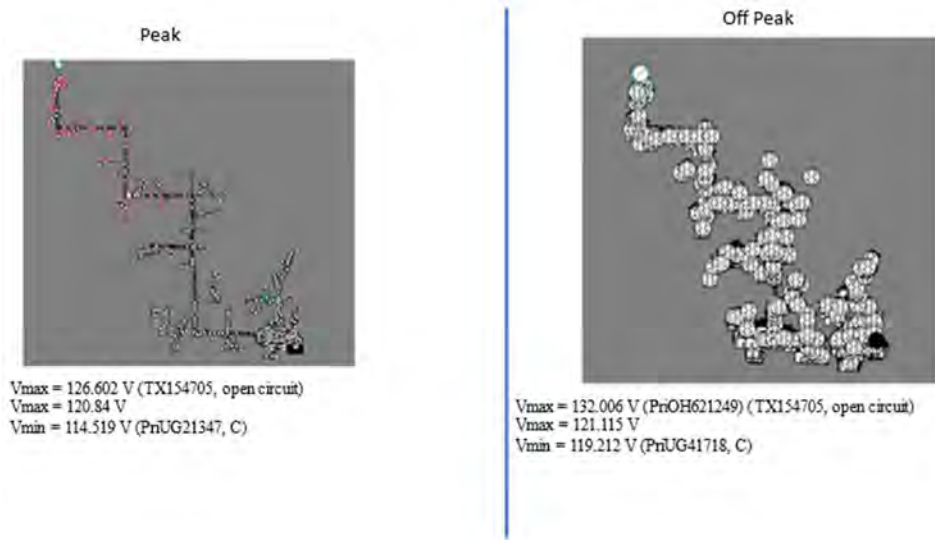 Peak
Vmax = 126.602 V (TX154705, open circuit)
Vmax = 120.84 V
Vmin = 114.519 V (PriUG21347, C)
Off Peak
Vmax = 132.006 V (PriOH621249) (TX154705, open circuit)
Vmax = 121.115 V
Vmin = 119.212 V (PriUG41718, C)